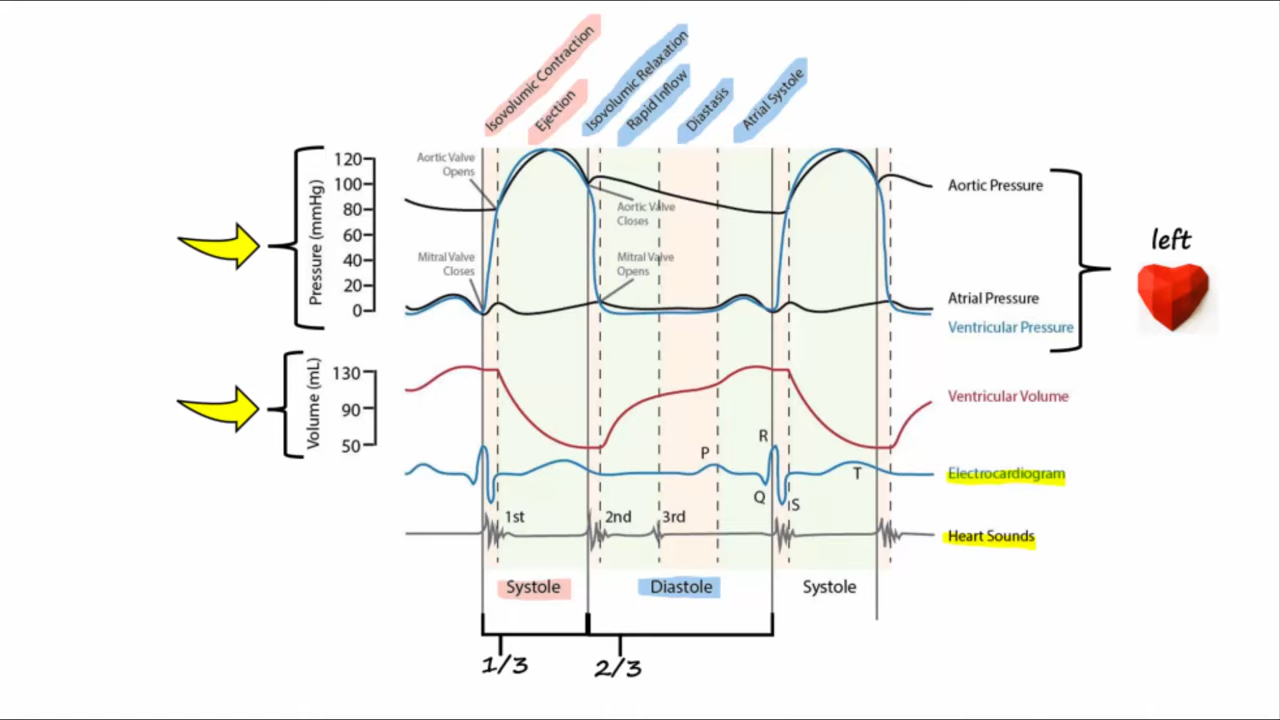 Isovolumic Contraction
Ejection
Isovolumic Relaxation
Rapid Inflow
Diastasis
Atrial Systole
Pressure (mmHg)
120
100
80
60
40
20
0
Aortic Valve
Opens
Aortic Valve
Closes
Mitral Valve
Closes
Mitral Valve
Opens
Aortic Pressure
Atrial Pressure
Ventricular Pressure
left
Volume (mL)
130
90
50
Ventricular Volume
P
R
Q
S
T
Electrocardiogram
1st
2nd
3rd
Heart Sounds
Systole
Diastole
Systole
1/3
2/3